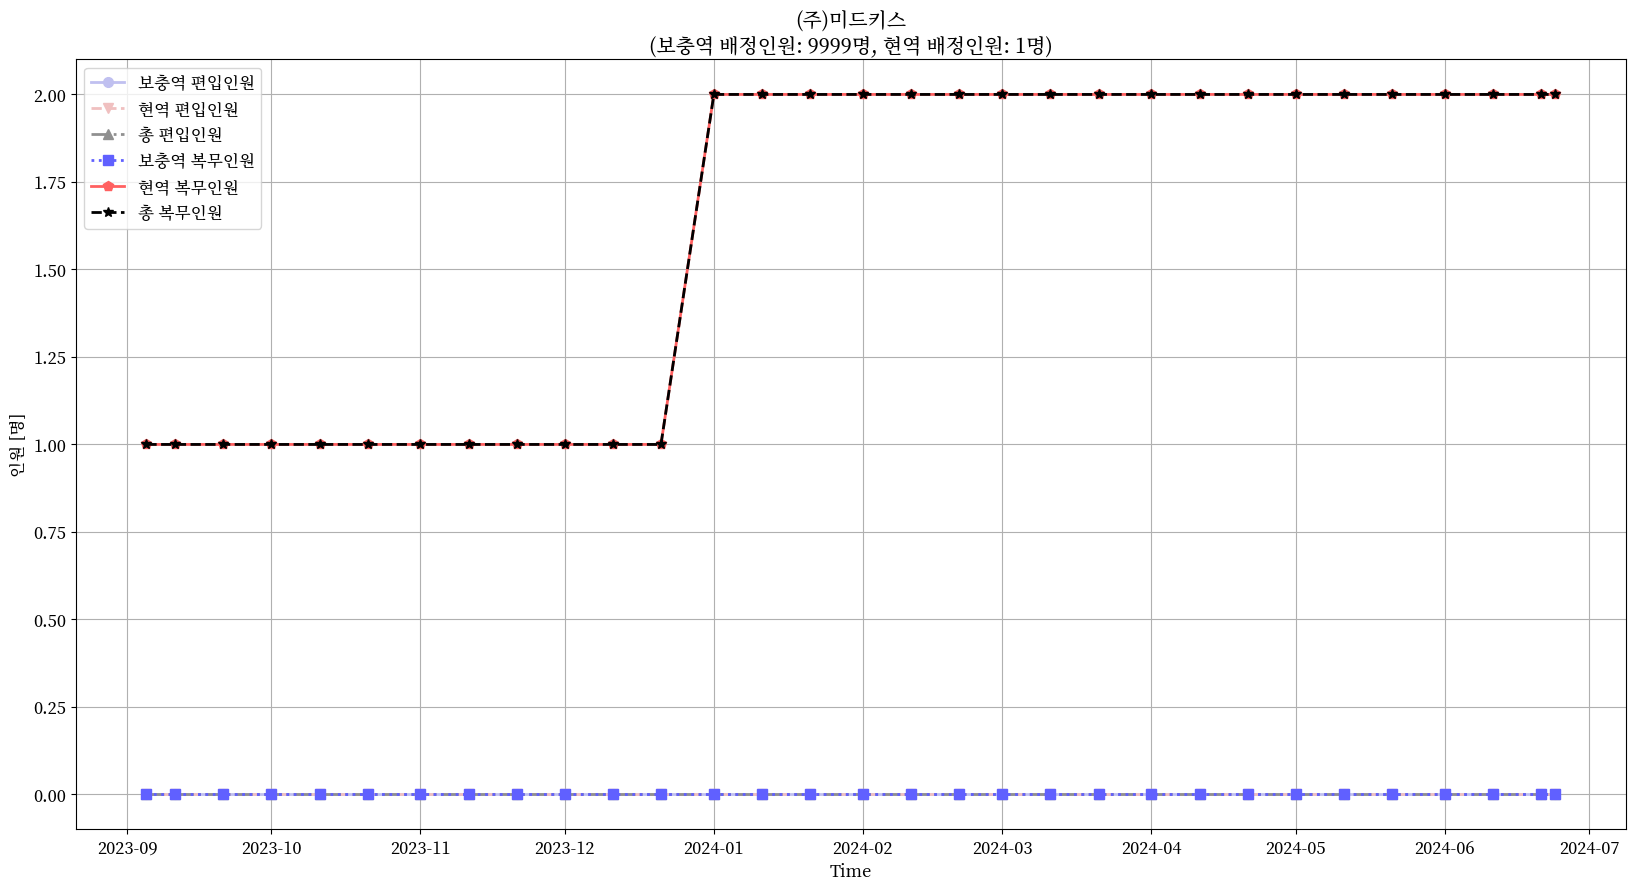 (주)미드키스
(보충역 배정인원: 9999명, 현역 배정인원: 1명)
보충역 편입인원
현역 편입인원
총 편입인원
보충역 복무인원
현역 복무인원
총 복무인원
2.00
1.75
1.50
1.25
1.00
0.75
0.50
0.25
0.00
인원 [명]
2023-09 2023-10 2023-11 2023-12 2024-01 2024-02 2024-03 2024-04 2024-05 2024-06 2024-07
Time